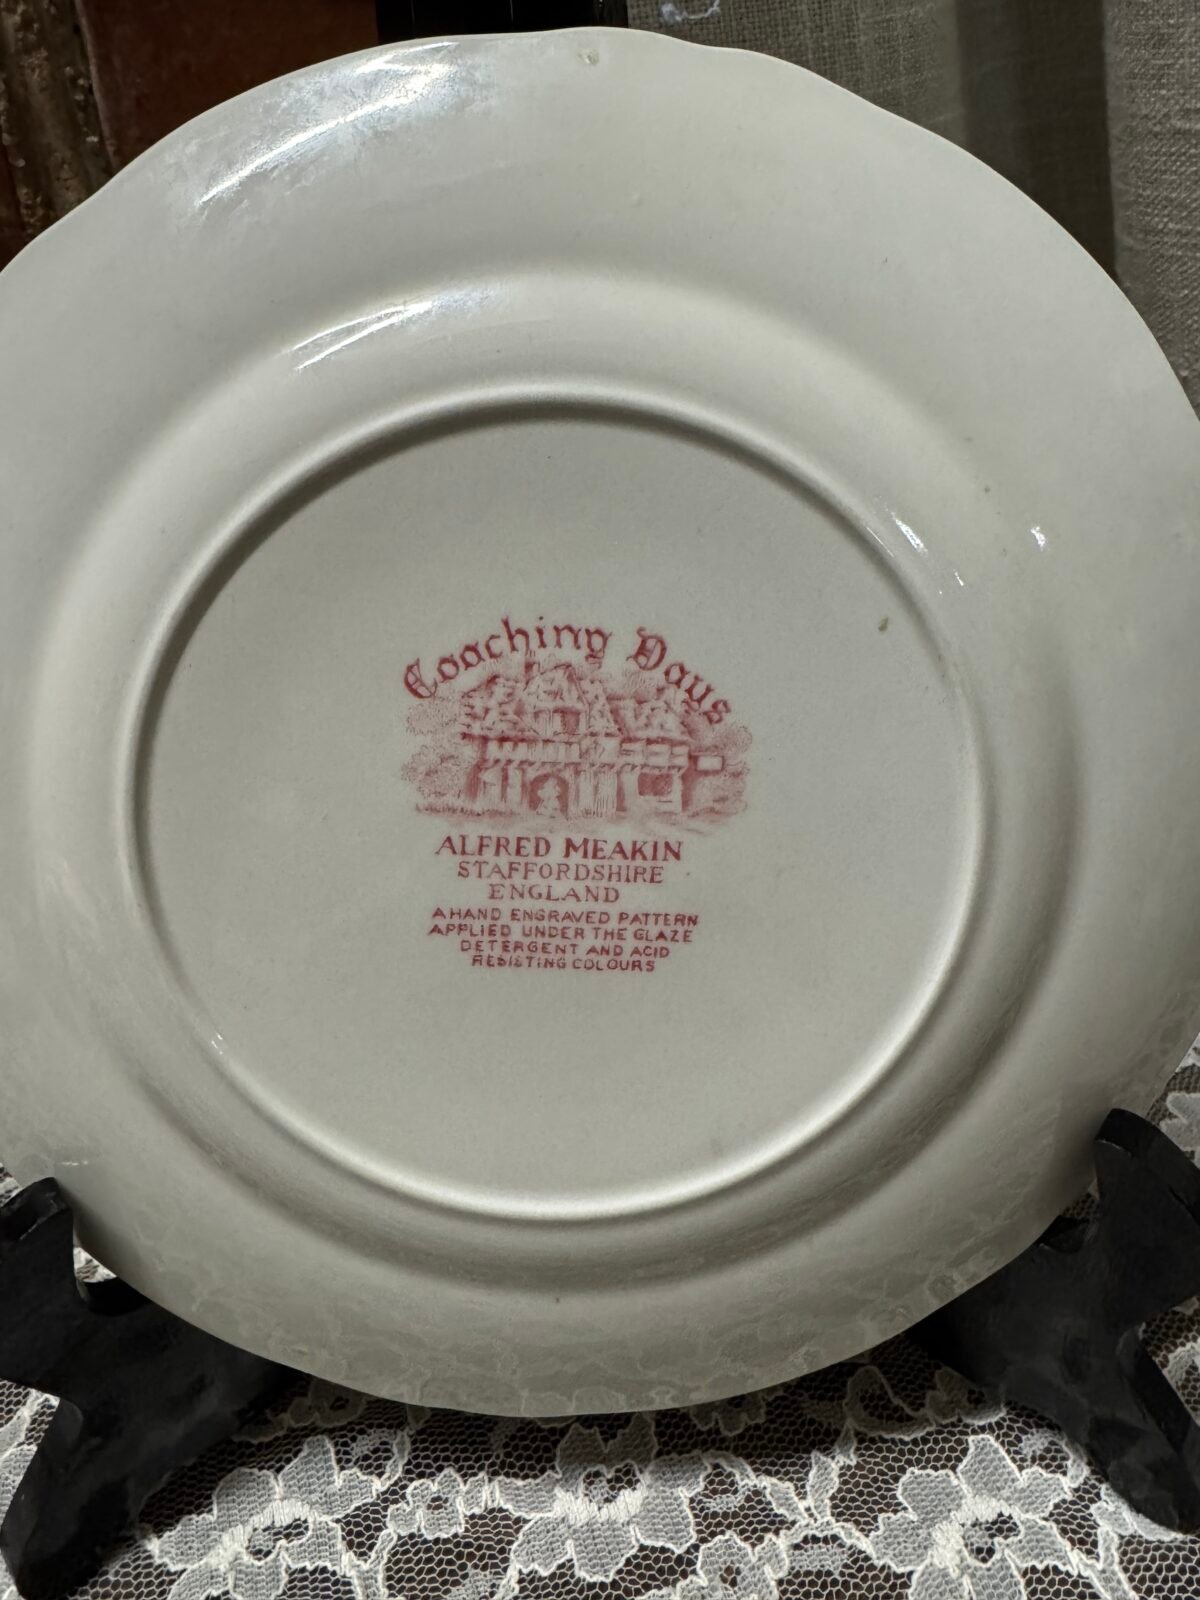 Coaching Days
ALFRED MEAKIN
STAFFORDSHIRE
ENGLAND
A HAND ENGRAVED PATTERN
APPLIED UNDER THE GLAZE
DETERGENT AND ACID
RESISTING COLOURS